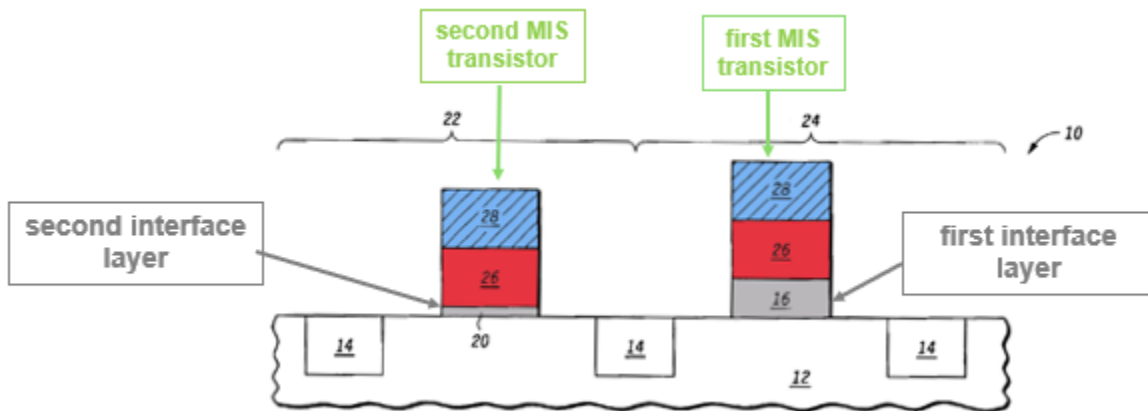 second MIS
transistor
first MIS
transistor
22
24
10
28
28
second interface
layer
first interface
layer
26
26
16
20
14
14
14
12